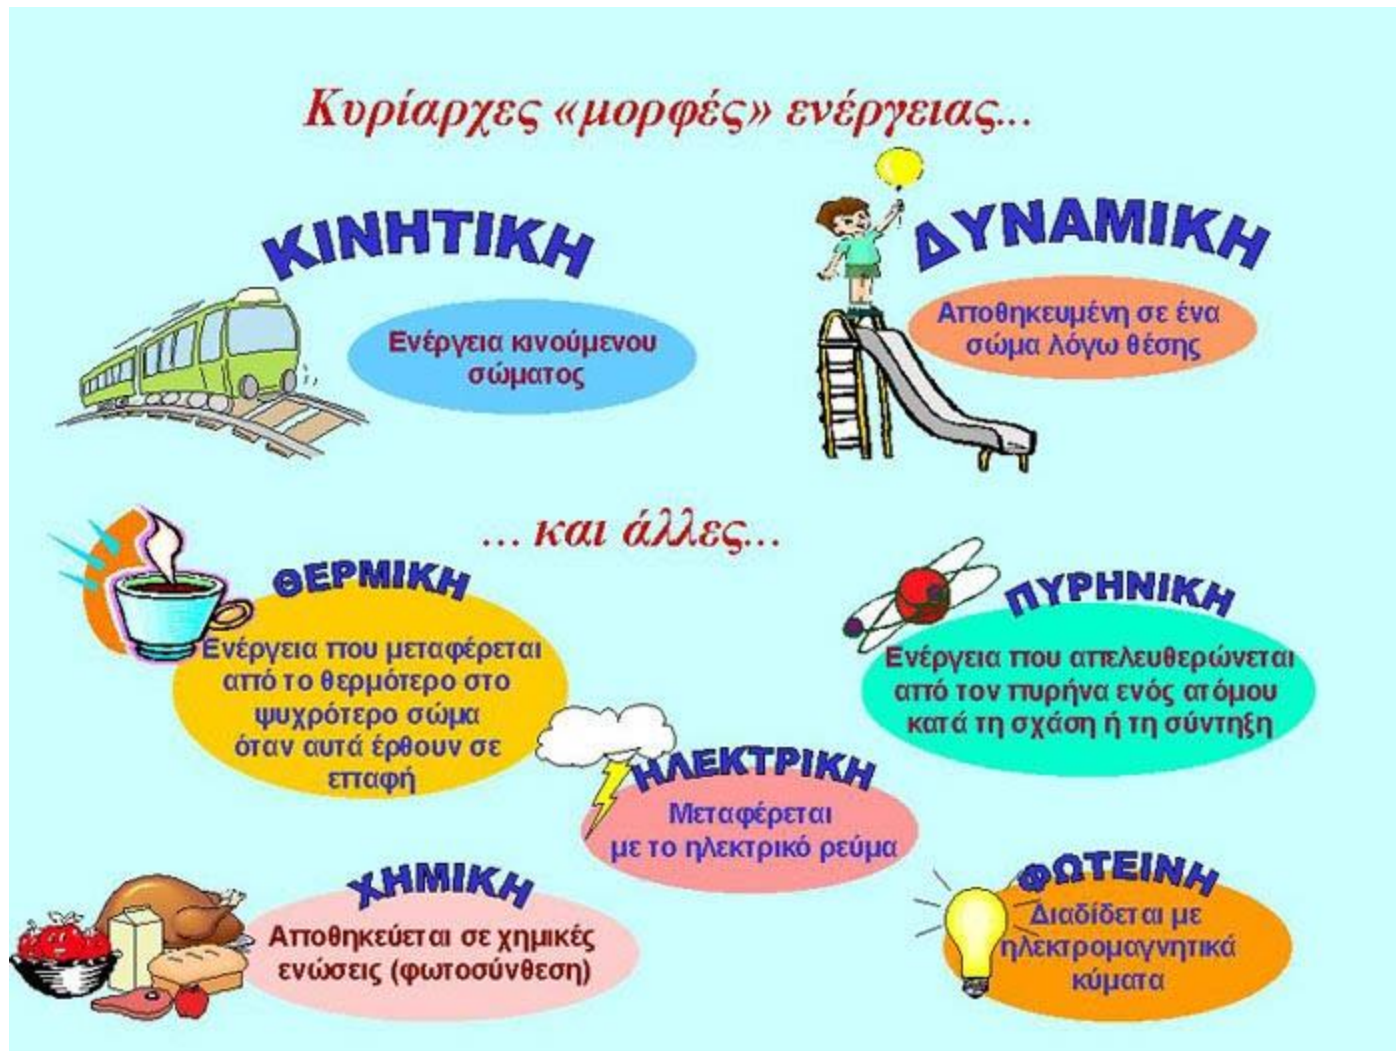 Κυρίαρχες «μορφές» ενέργειας...
ΚΙΝΗΤΙΚΗ
Ενέργεια κινούμενου
σώματος
ΔΥΝΑΜΙΚΗ
Αποθηκευμένη σε ένα
σώμα λόγω θέσης
... και άλλες...
ΘΕΡΜΙΚΗ
Ενέργεια που μεταφέρεται
από το θερμότερο στο
ψυχρότερο σώμα
όταν αυτά έρθουν σε
επαφή
ΠΥΡΗΝΙΚΗ
Ενέργεια που απελευθερώνεται
από τον πυρήνα ενός ατόμου
κατά τη σχάση ή τη σύντηξη
ΗΛΕΚΤΡΙΚΗ
Μεταφέρεται
με το ηλεκτρικό ρεύμα
ΧΗΜΙΚΗ
Αποθηκεύεται σε χημικές
ενώσεις (φωτοσύνθεση)
ΦΩΤΕΙΝΗ
Διαδίδεται με
ηλεκτρομαγνητικά
κύματα